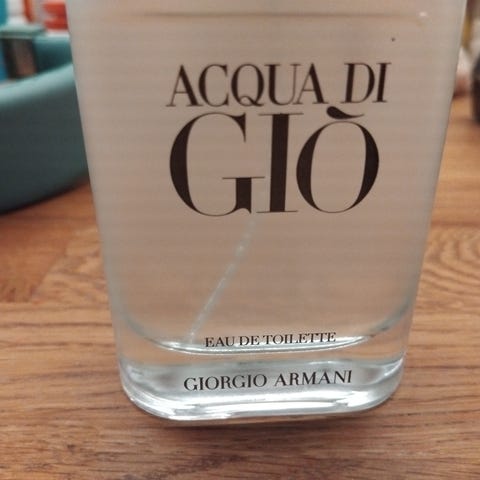 ACQUA DI
GIÒ
EAU DE TOILETTE
GIORGIO ARMANI